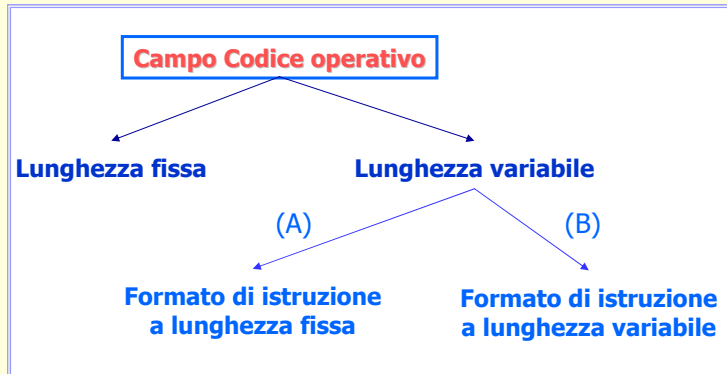 Campo Codice operativo
Lunghezza fissa
Lunghezza variabile
(A)
(B)
Formato di istruzione
a lunghezza fissa
Formato di istruzione
a lunghezza variabile